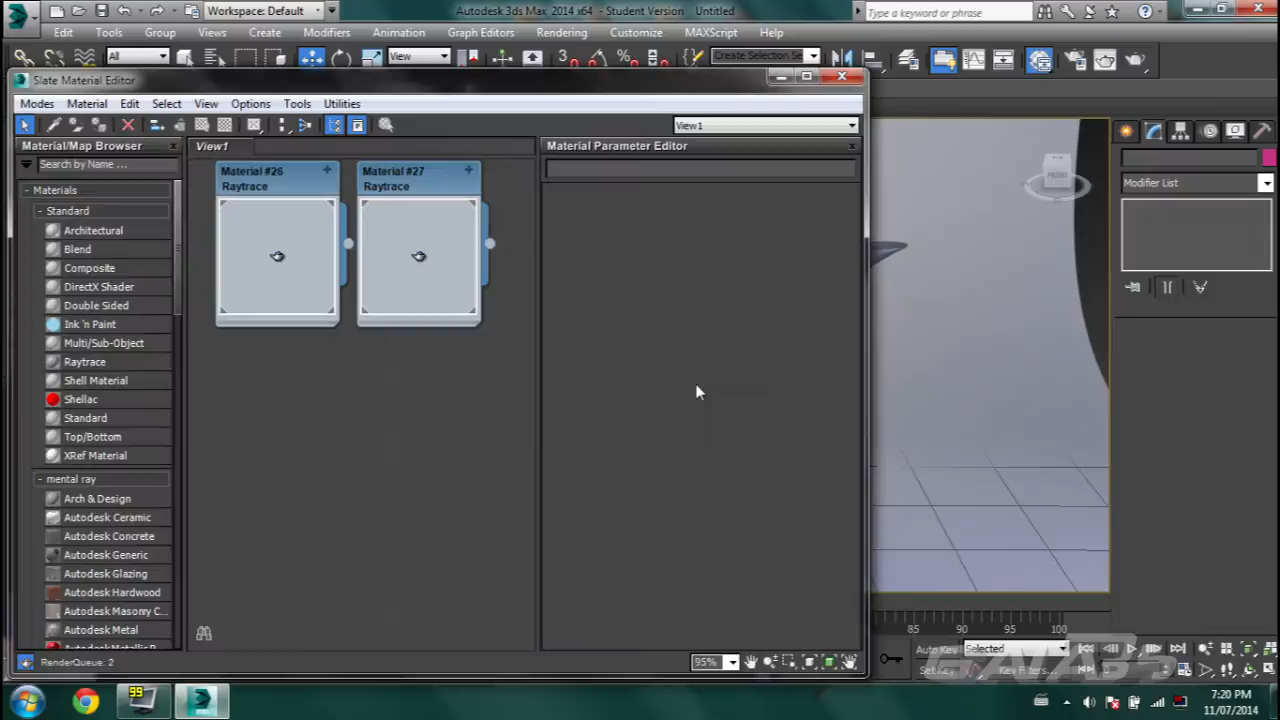 Workspace: Default
Autodesk 3ds Max 2014 x64 - Student Version Untitled
Type a keyword or phrase
Edit Tools Group Views Create Modifiers Animation Graph Editors Rendering Customize MAXScript Help
All
View
3
Create Selection Se
Slate Material Editor
Modes Material Edit Select View Options Tools Utilities
View1
Material/Map Browser
Search by Name ...
- Materials
- Standard
Architectural
Blend
Composite
DirectX Shader
Double Sided
Ink 'n Paint
Multi/Sub-Object
Raytrace
Shell Material
Shellac
Standard
Top/Bottom
XRef Material
- mental ray
Arch & Design
Autodesk Ceramic
Autodesk Concrete
Autodesk Generic
Autodesk Glazing
Autodesk Hardwood
Autodesk Masonry C...
Autodesk Metal
RenderQueue: 2
View1
Material #26
Raytrace
Material #27
Raytrace
Material Parameter Editor
95%
FRONT
Modifier List
85 90 95 100
Auto Key
Selected
Set Key
Key Filters...
99
7:20 PM
11/07/2014